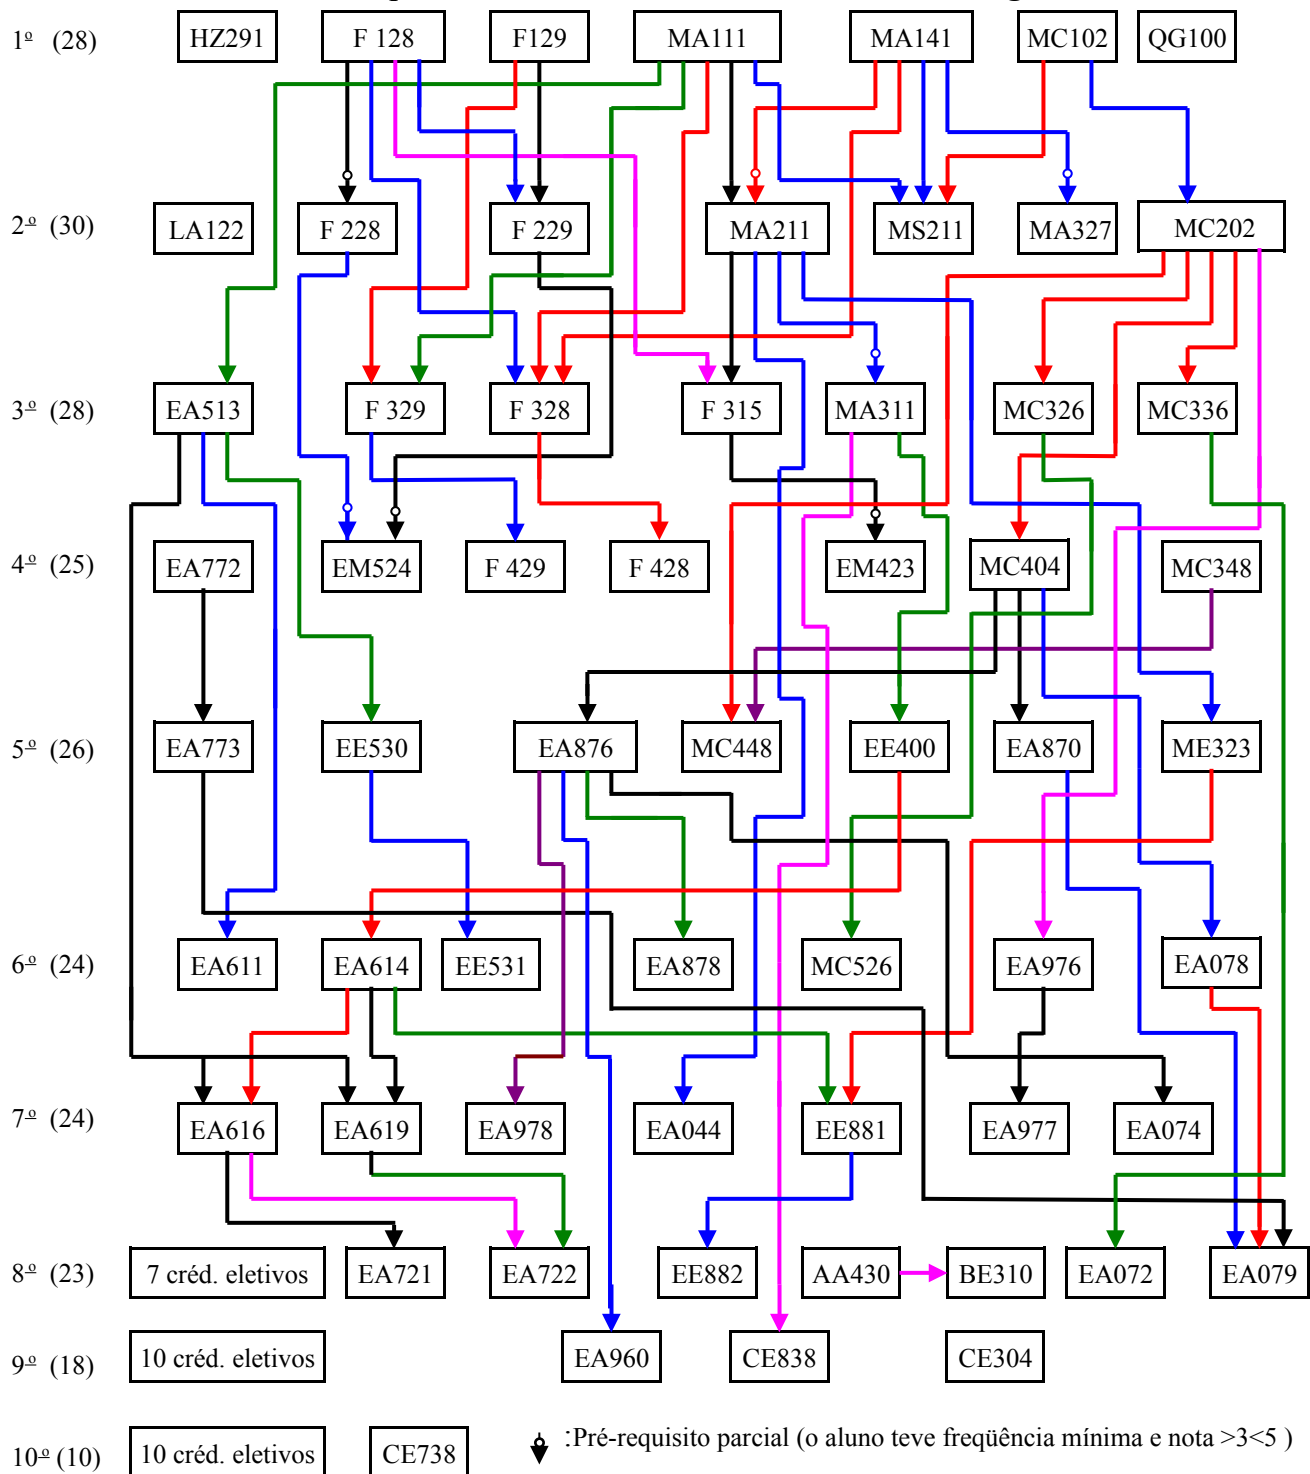 1º (28) HZ291 F 128 F129 MA111 MA141 MC102 QG100
2º (30) LA122 F 228 F 229 MA211 MS211 MA327 MC202
3º (28) EA513 F 329 F 328 F 315 MA311 MC326 MC336
4º (25) EA772 EM524 F 429 F 428 EM423 MC404 MC348
5º (26) EA773 EE530 EA876 MC448 EE400 EA870 ME323
6º (24) EA611 EA614 EE531 EA878 MC526 EA976 EA078
7º (24) EA616 EA619 EA978 EA044 EE881 EA977 EA074
8º (23) 7 créd. eletivos EA721 EA722 EE882 AA430 BE310 EA072 EA079
9º (18) 10 créd. eletivos EA960 CE838 CE304
10º (10) 10 créd. eletivos CE738 :Pré-requisito parcial (o aluno teve freqüência mínima e nota >3<5 )